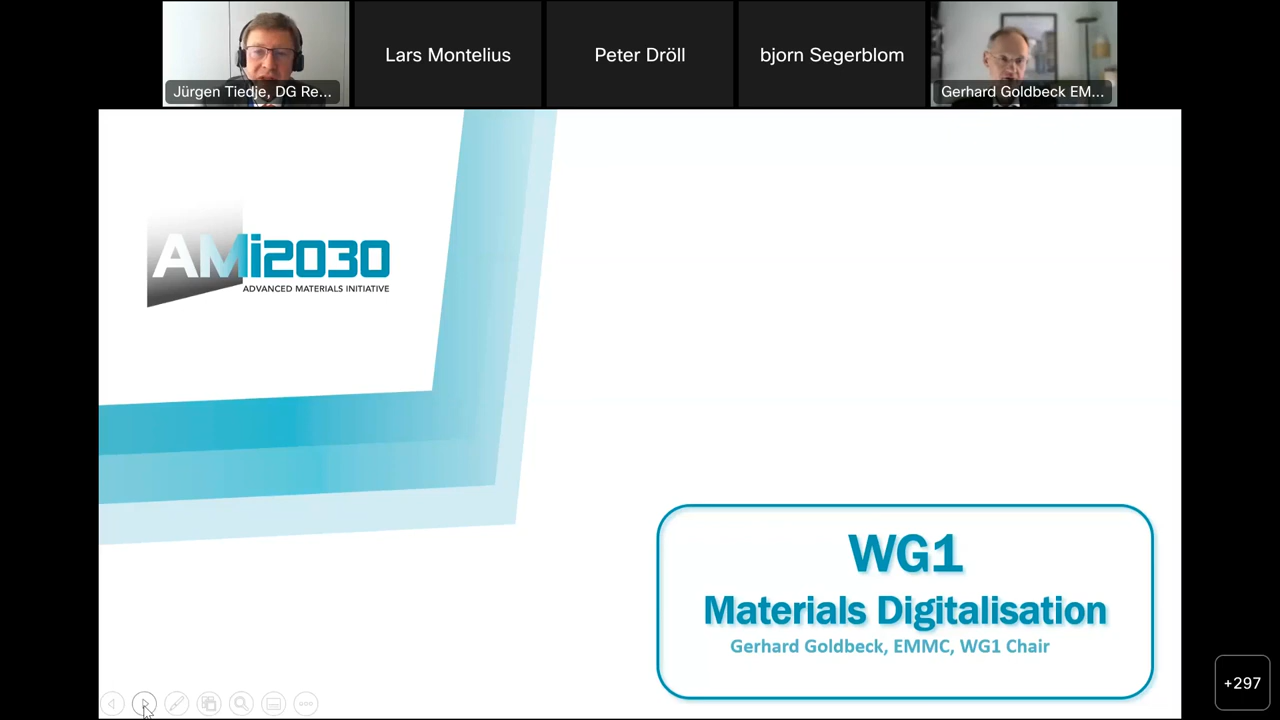 Jürgen Tiedje, DG Re...
Lars Montelius
Peter Dröll
bjorn Segerblom
Gerhard Goldbeck EM...
AMi2030
ADVANCED MATERIALS INITIATIVE
WG1
Materials Digitalisation
Gerhard Goldbeck, EMMC, WG1 Chair
+297